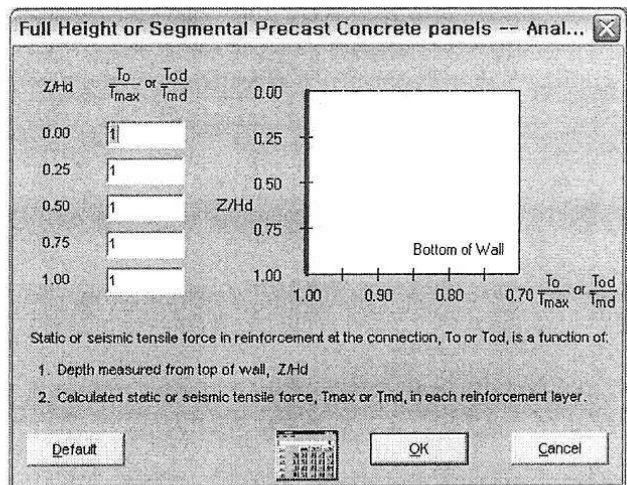 Full Height or Segmental Precast Concrete panels -- Anal...
Z/Hd To/Tmax or Tod/Tmd
0.00 1
0.25 1
0.50 1
0.75 1
1.00 1
0.00
0.25
0.50
Z/Hd
0.75
1.00
Bottom of Wall
1.00 0.90 0.80 0.70 To/Tmax or Tod/Tmd
Static or seismic tensile force in reinforcement at the connection, To or Tod, is a function of:
1. Depth measured from top of wall, Z/Hd
2. Calculated static or seismic tensile force, Tmax or Tmd, in each reinforcement layer.
Default OK Cancel